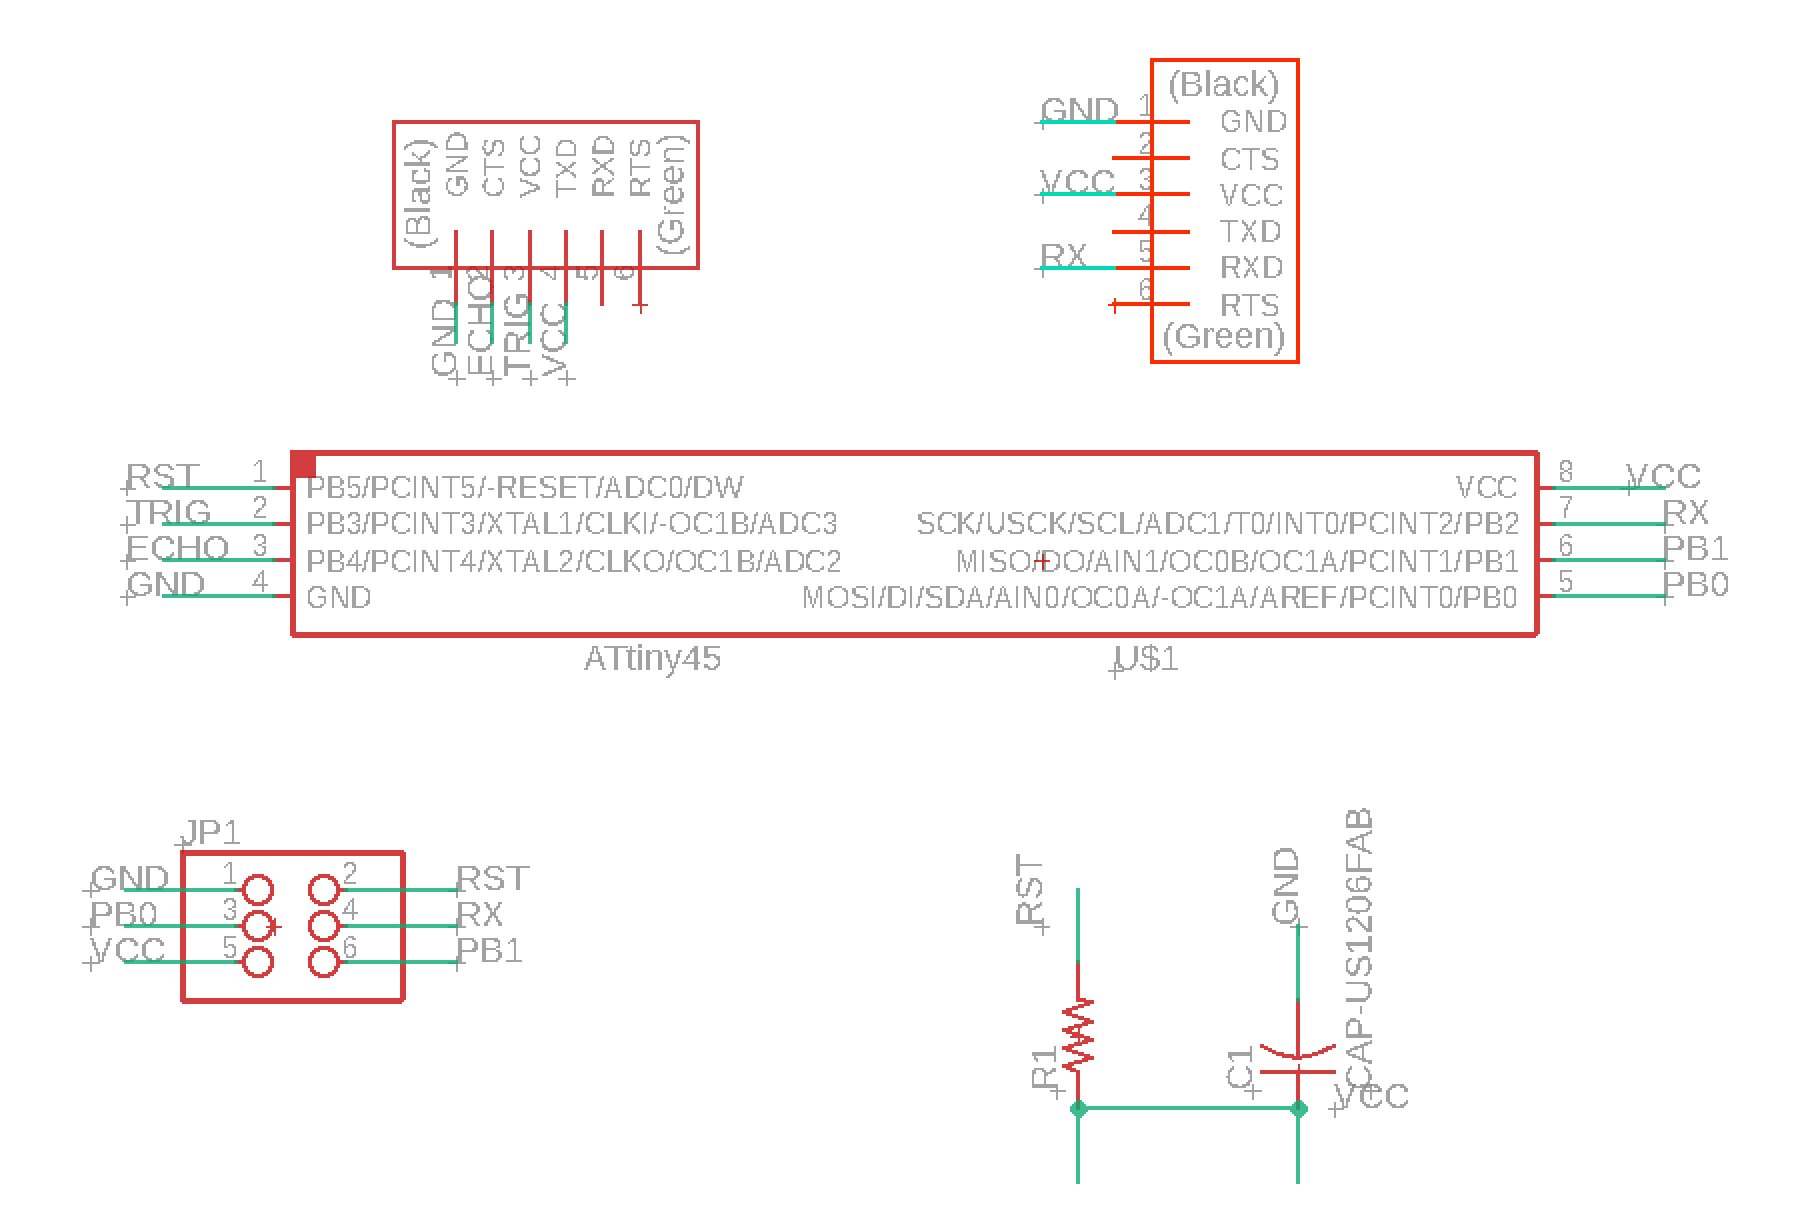 (Black)
GND
CTS
VCC
TXD
RXD
RTS
(Green)
1
2
3
4
5
6
GND
ECHO
TRIG
VCC
(Black)
GND 1 GND
2 CTS
VCC 3 VCC
4 TXD
RX 5 RXD
6 RTS
(Green)
RST 1 PB5/PCINT5/-RESET/ADC0/DW
TRIG 2 PB3/PCINT3/XTAL1/CLKI/-OC1B/ADC3
ECHO 3 PB4/PCINT4/XTAL2/CLKO/OC1B/ADC2
GND 4 GND
VCC 8 VCC
SCK/USCK/SCL/ADC1/T0/INT0/PCINT2/PB2 7 RX
MISO/DO/AIN1/OC0B/OC1A/PCINT1/PB1 6 PB1
MOSI/DI/SDA/AIN0/OC0A/-OC1A/AREF/PCINT0/PB0 5 PB0
ATtiny45
U$1
JP1
GND 1 2 RST
PB0 3 4 RX
VCC 5 6 PB1
RST
R1
GND
C1
CAP-US1206FAB
VCC